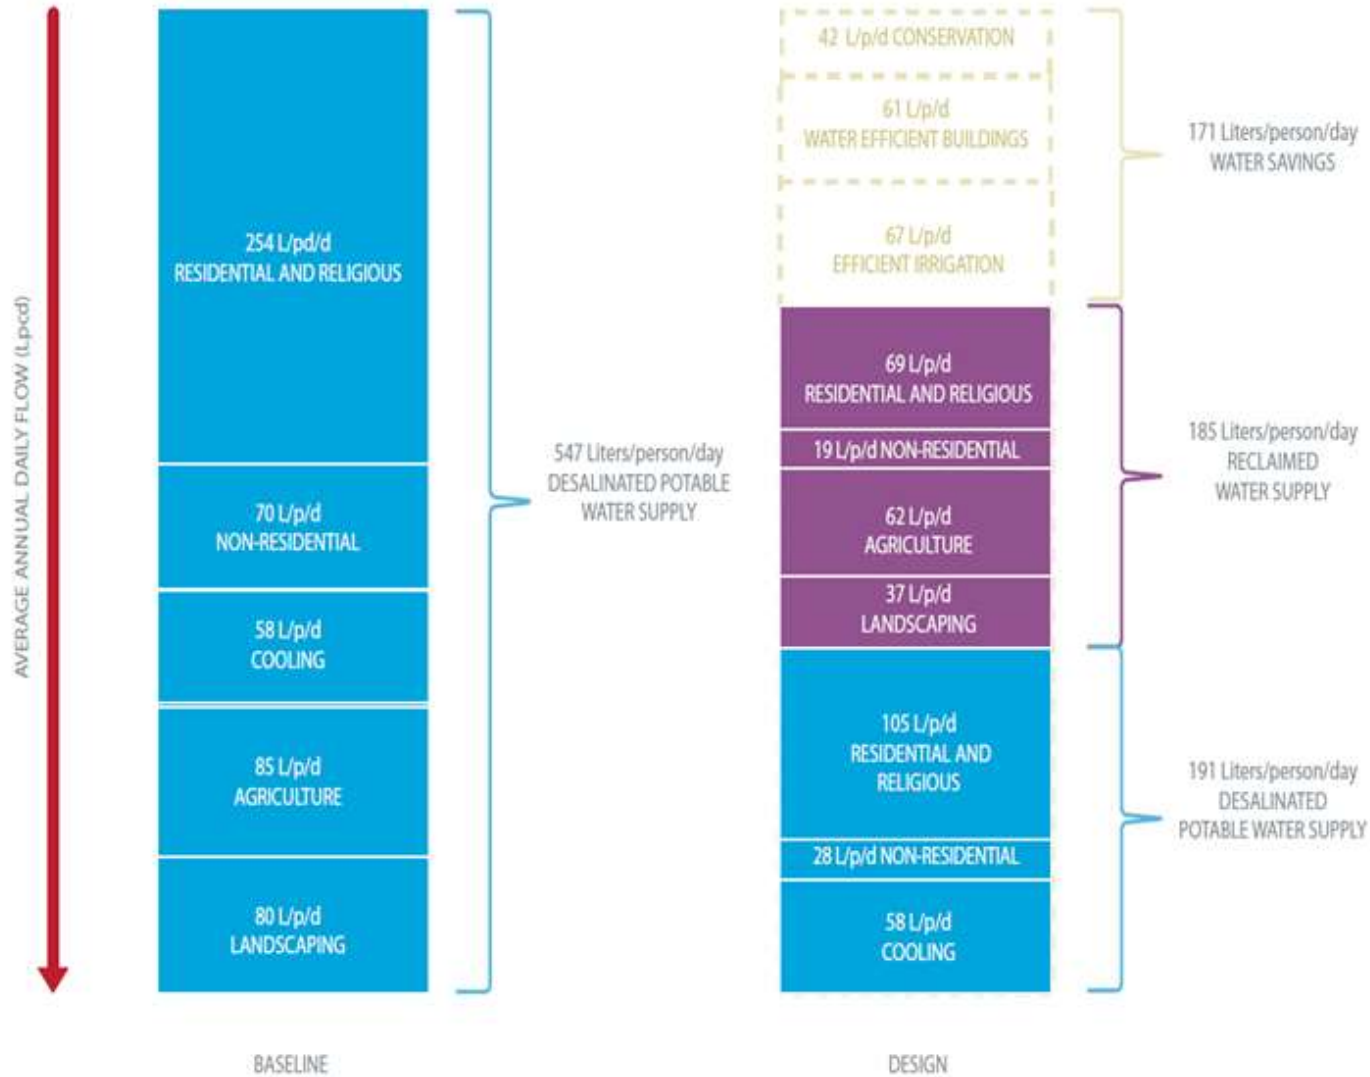 AVERAGE ANNUAL DAILY FLOW (Lpcd)
254 L/pd/d
RESIDENTIAL AND RELIGIOUS
70 L/p/d
NON-RESIDENTIAL
58 L/p/d
COOLING
85 L/p/d
AGRICULTURE
80 L/p/d
LANDSCAPING
BASELINE
547 Liters/person/day
DESALINATED POTABLE
WATER SUPPLY
42 L/p/d CONSERVATION
61 L/p/d
WATER EFFICIENT BUILDINGS
67 L/p/d
EFFICIENT IRRIGATION
69 L/p/d
RESIDENTIAL AND RELIGIOUS
19 L/p/d NON-RESIDENTIAL
62 L/p/d
AGRICULTURE
37 L/p/d
LANDSCAPING
105 L/p/d
RESIDENTIAL AND
RELIGIOUS
28 L/p/d NON-RESIDENTIAL
58 L/p/d
COOLING
DESIGN
171 Liters/person/day
WATER SAVINGS
185 Liters/person/day
RECLAIMED
WATER SUPPLY
191 Liters/person/day
DESALINATED
POTABLE WATER SUPPLY